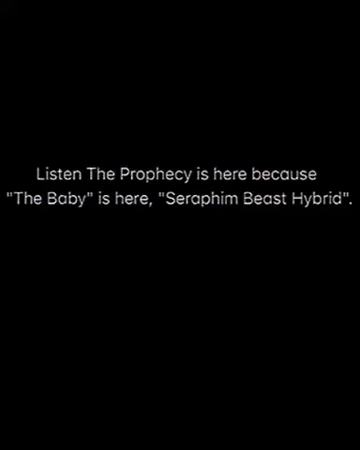 Listen The Prophecy is here because
"The Baby" is here, "Seraphim Beast Hybrid".